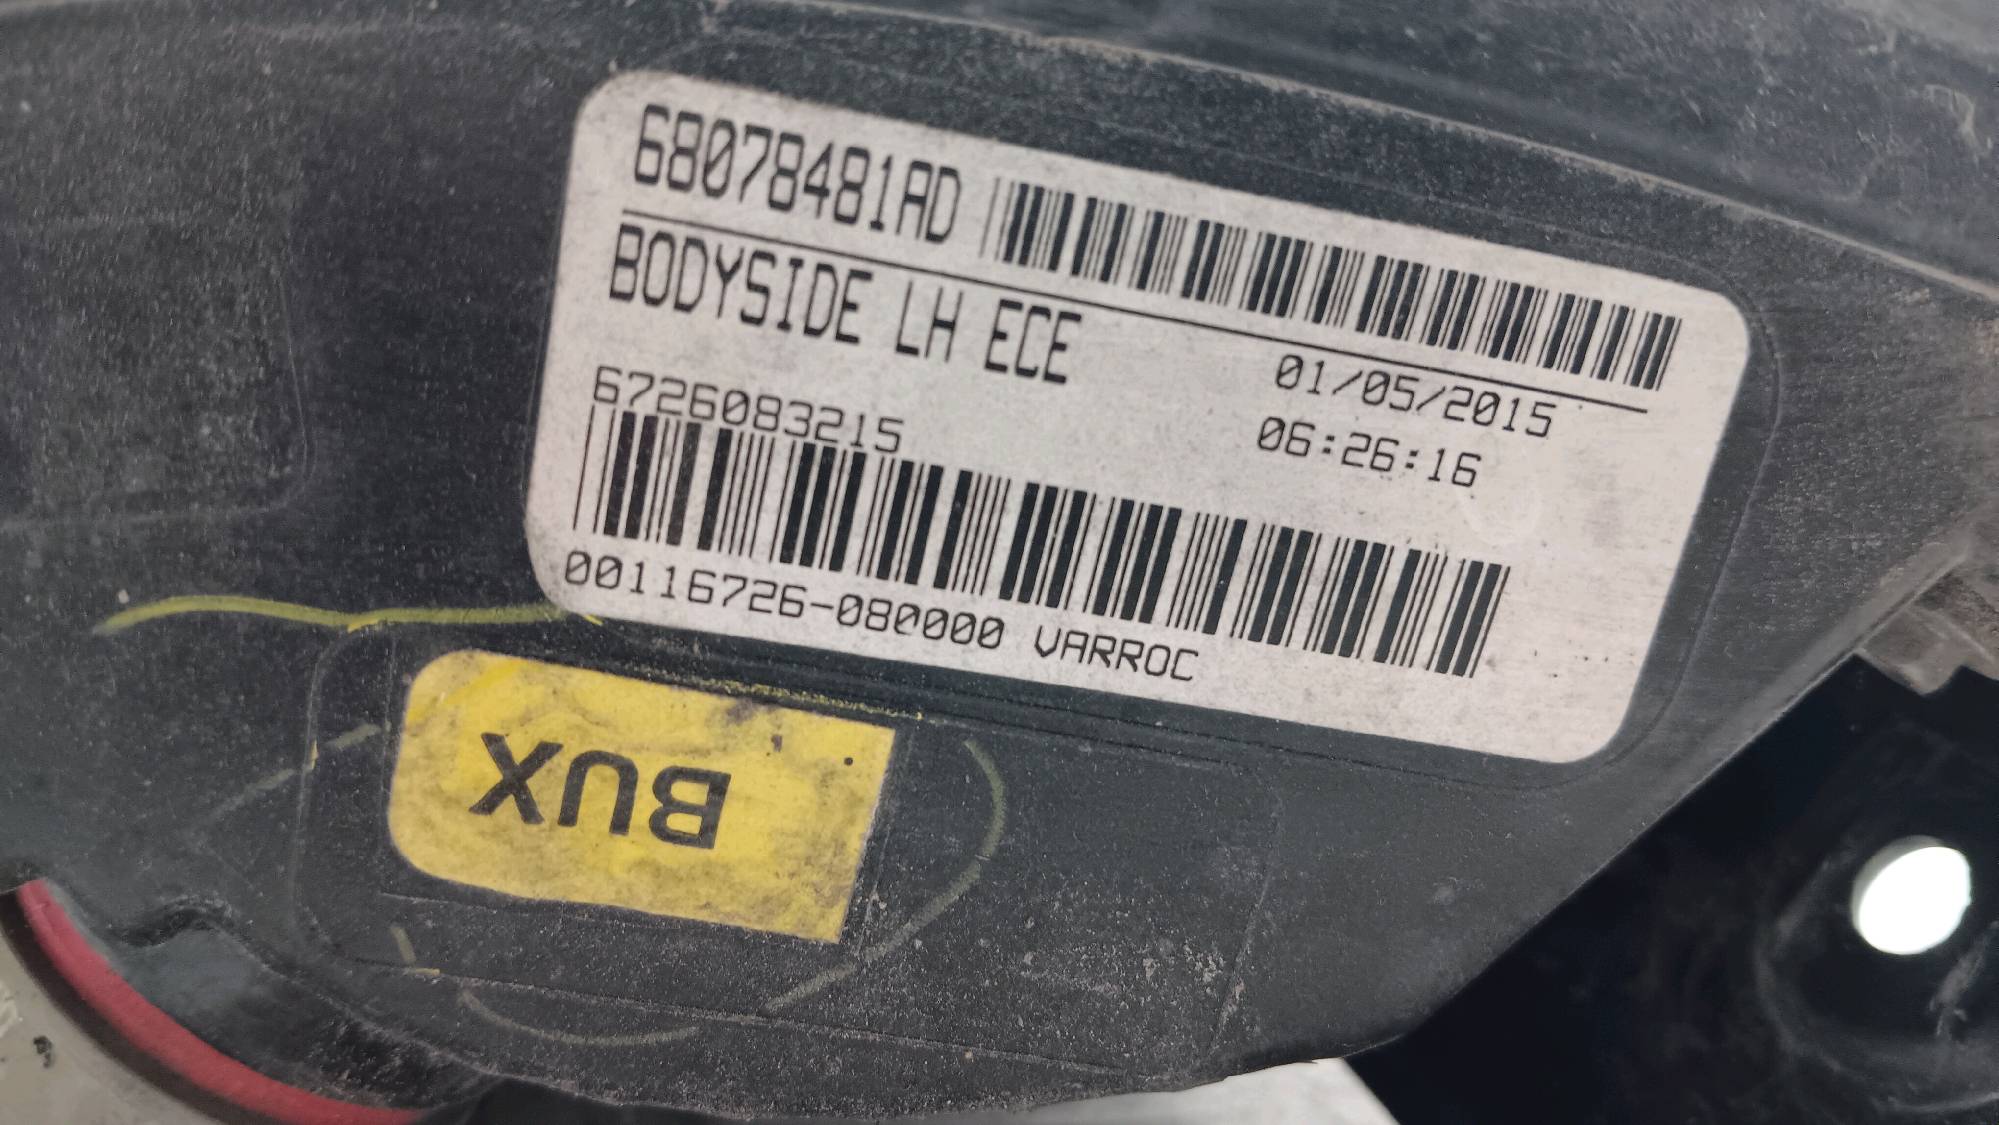 68078481AD
BODYSIDE LH ECE
01/05/2015
6726083215
06:26:16
00116726-080000 VARROC
BUX